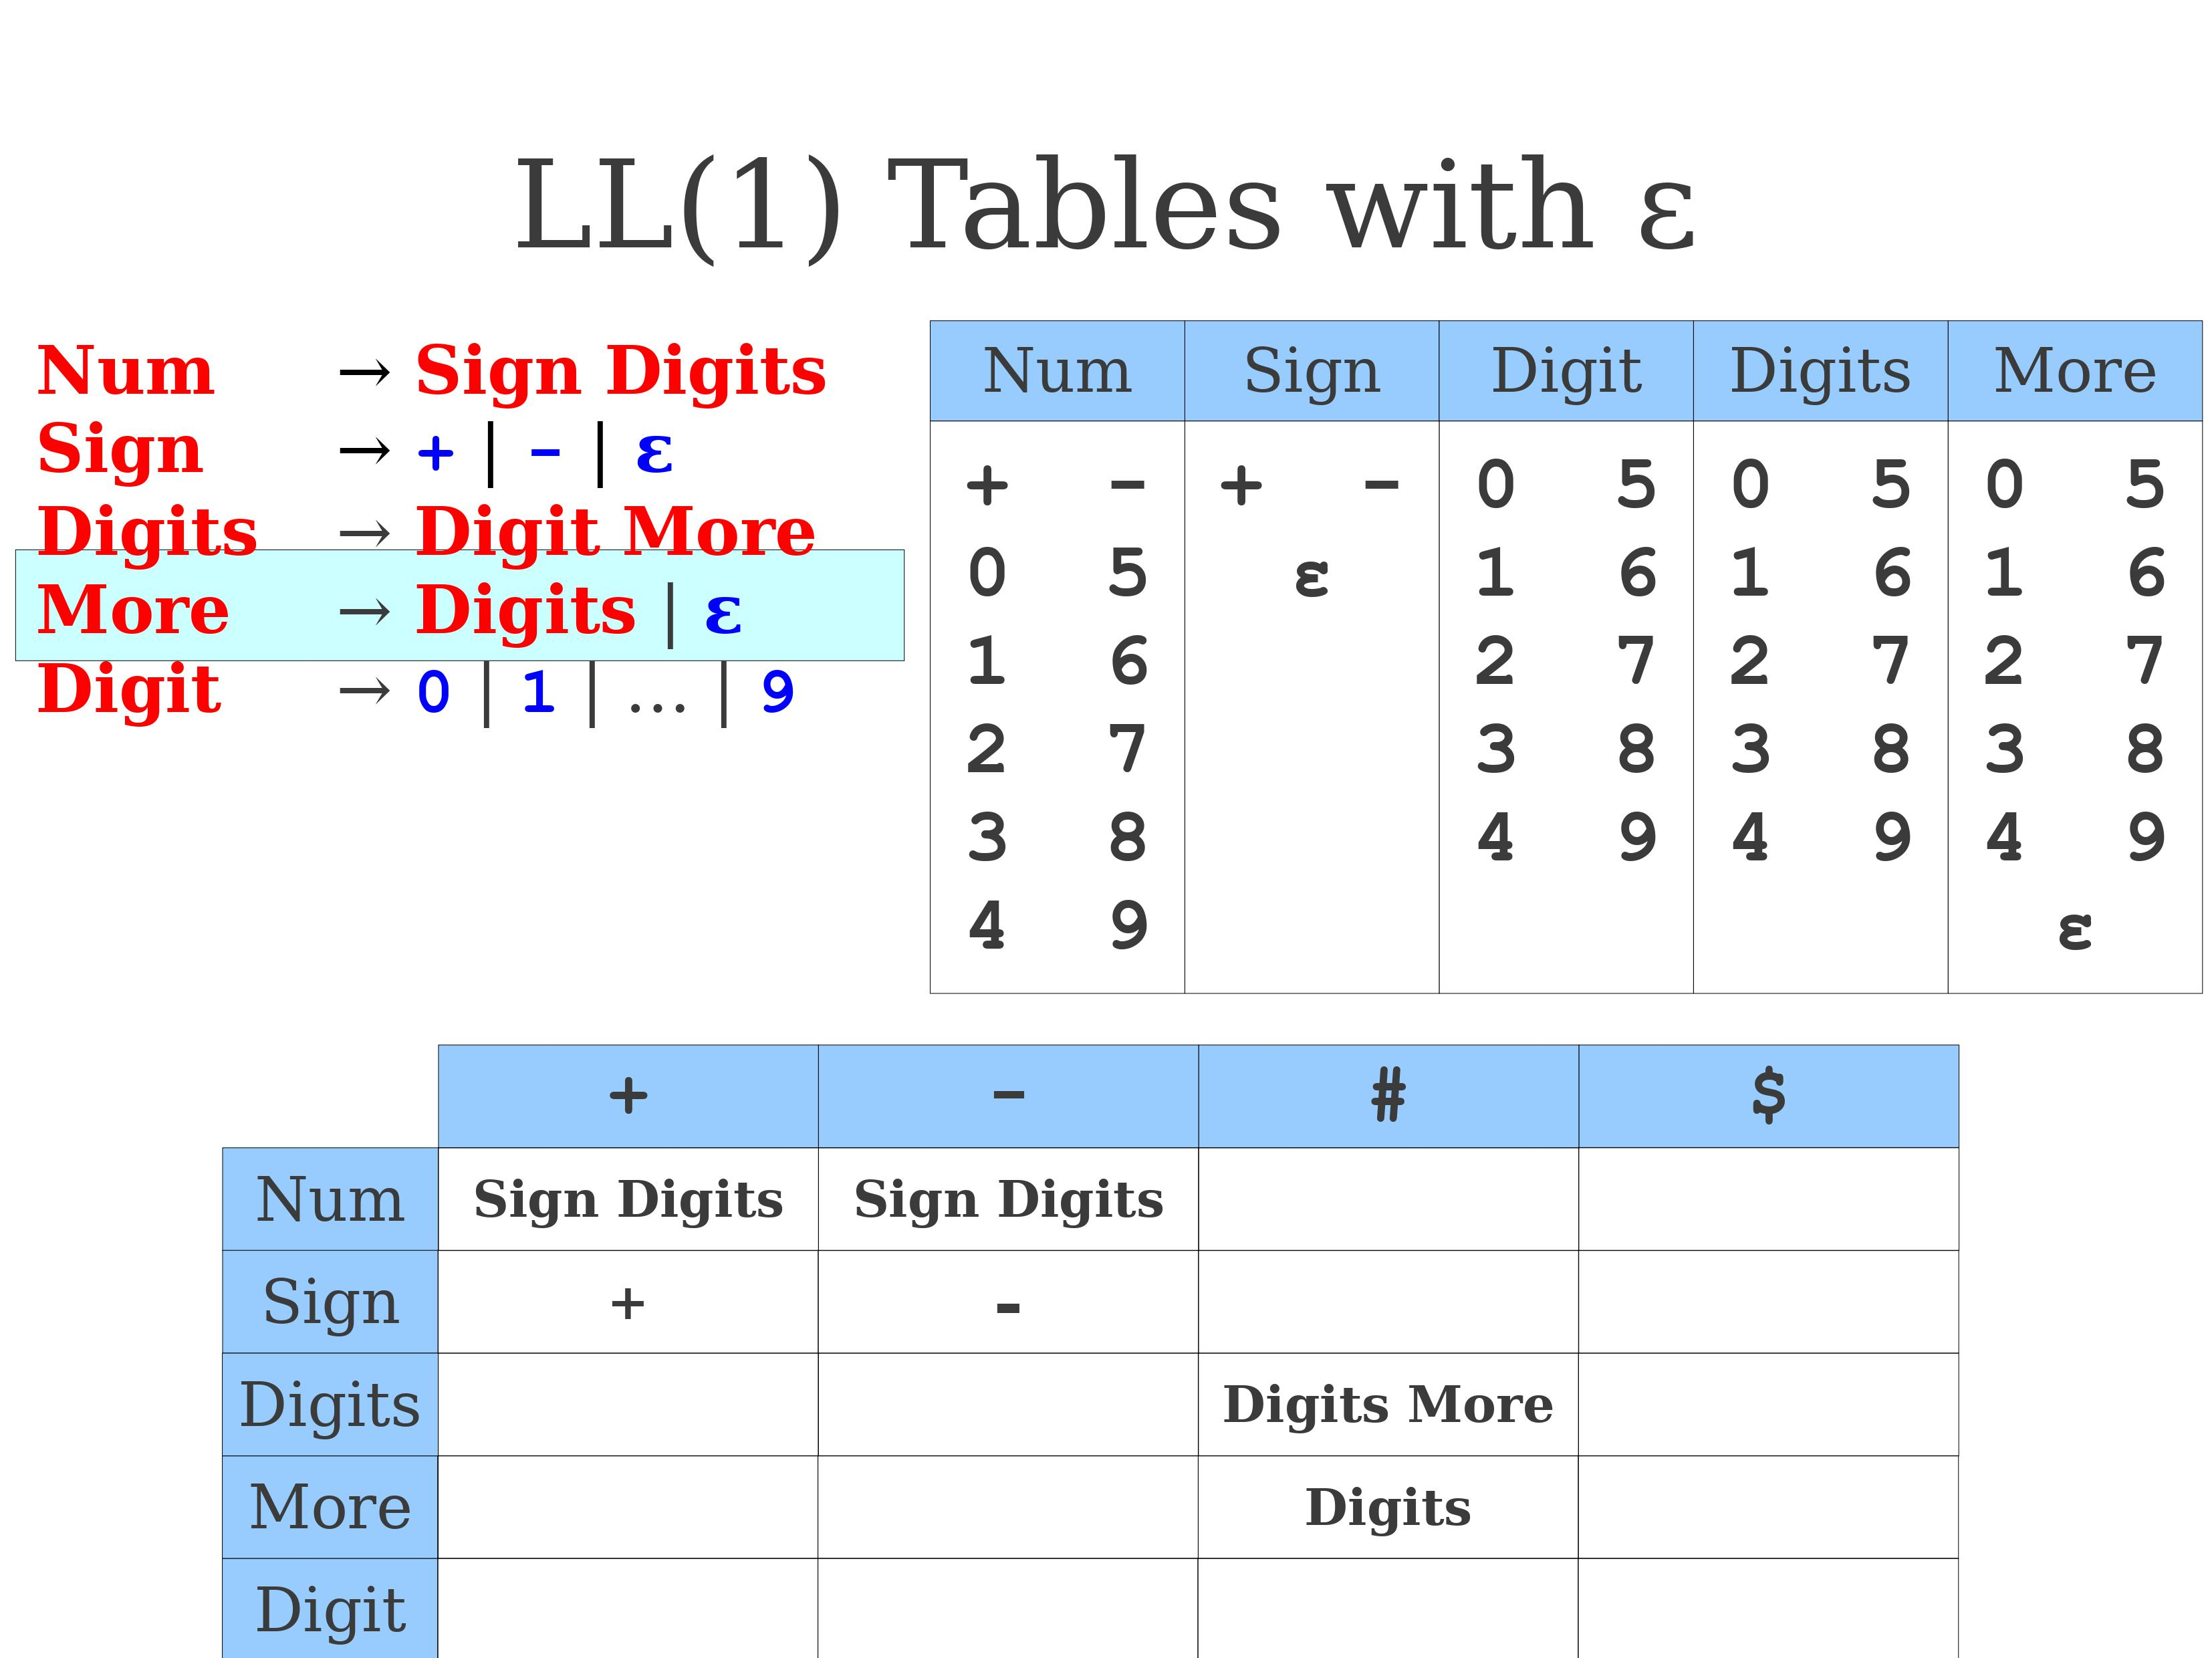 LL(1) Tables with ε
Num → Sign Digits
Sign → + | - | ε
Digits → Digit More
More → Digits | ε
Digit → 0 | 1 | … | 9
Num Sign Digit Digits More
+ - + - 0 5 0 5 0 5
0 5 ε 1 6 1 6 1 6
1 6 2 7 2 7 2 7
2 7 3 8 3 8 3 8
3 8 4 9 4 9 4 9
4 9 ε
+ - # $
Num Sign Digits Sign Digits
Sign + -
Digits Digits More
More Digits
Digit